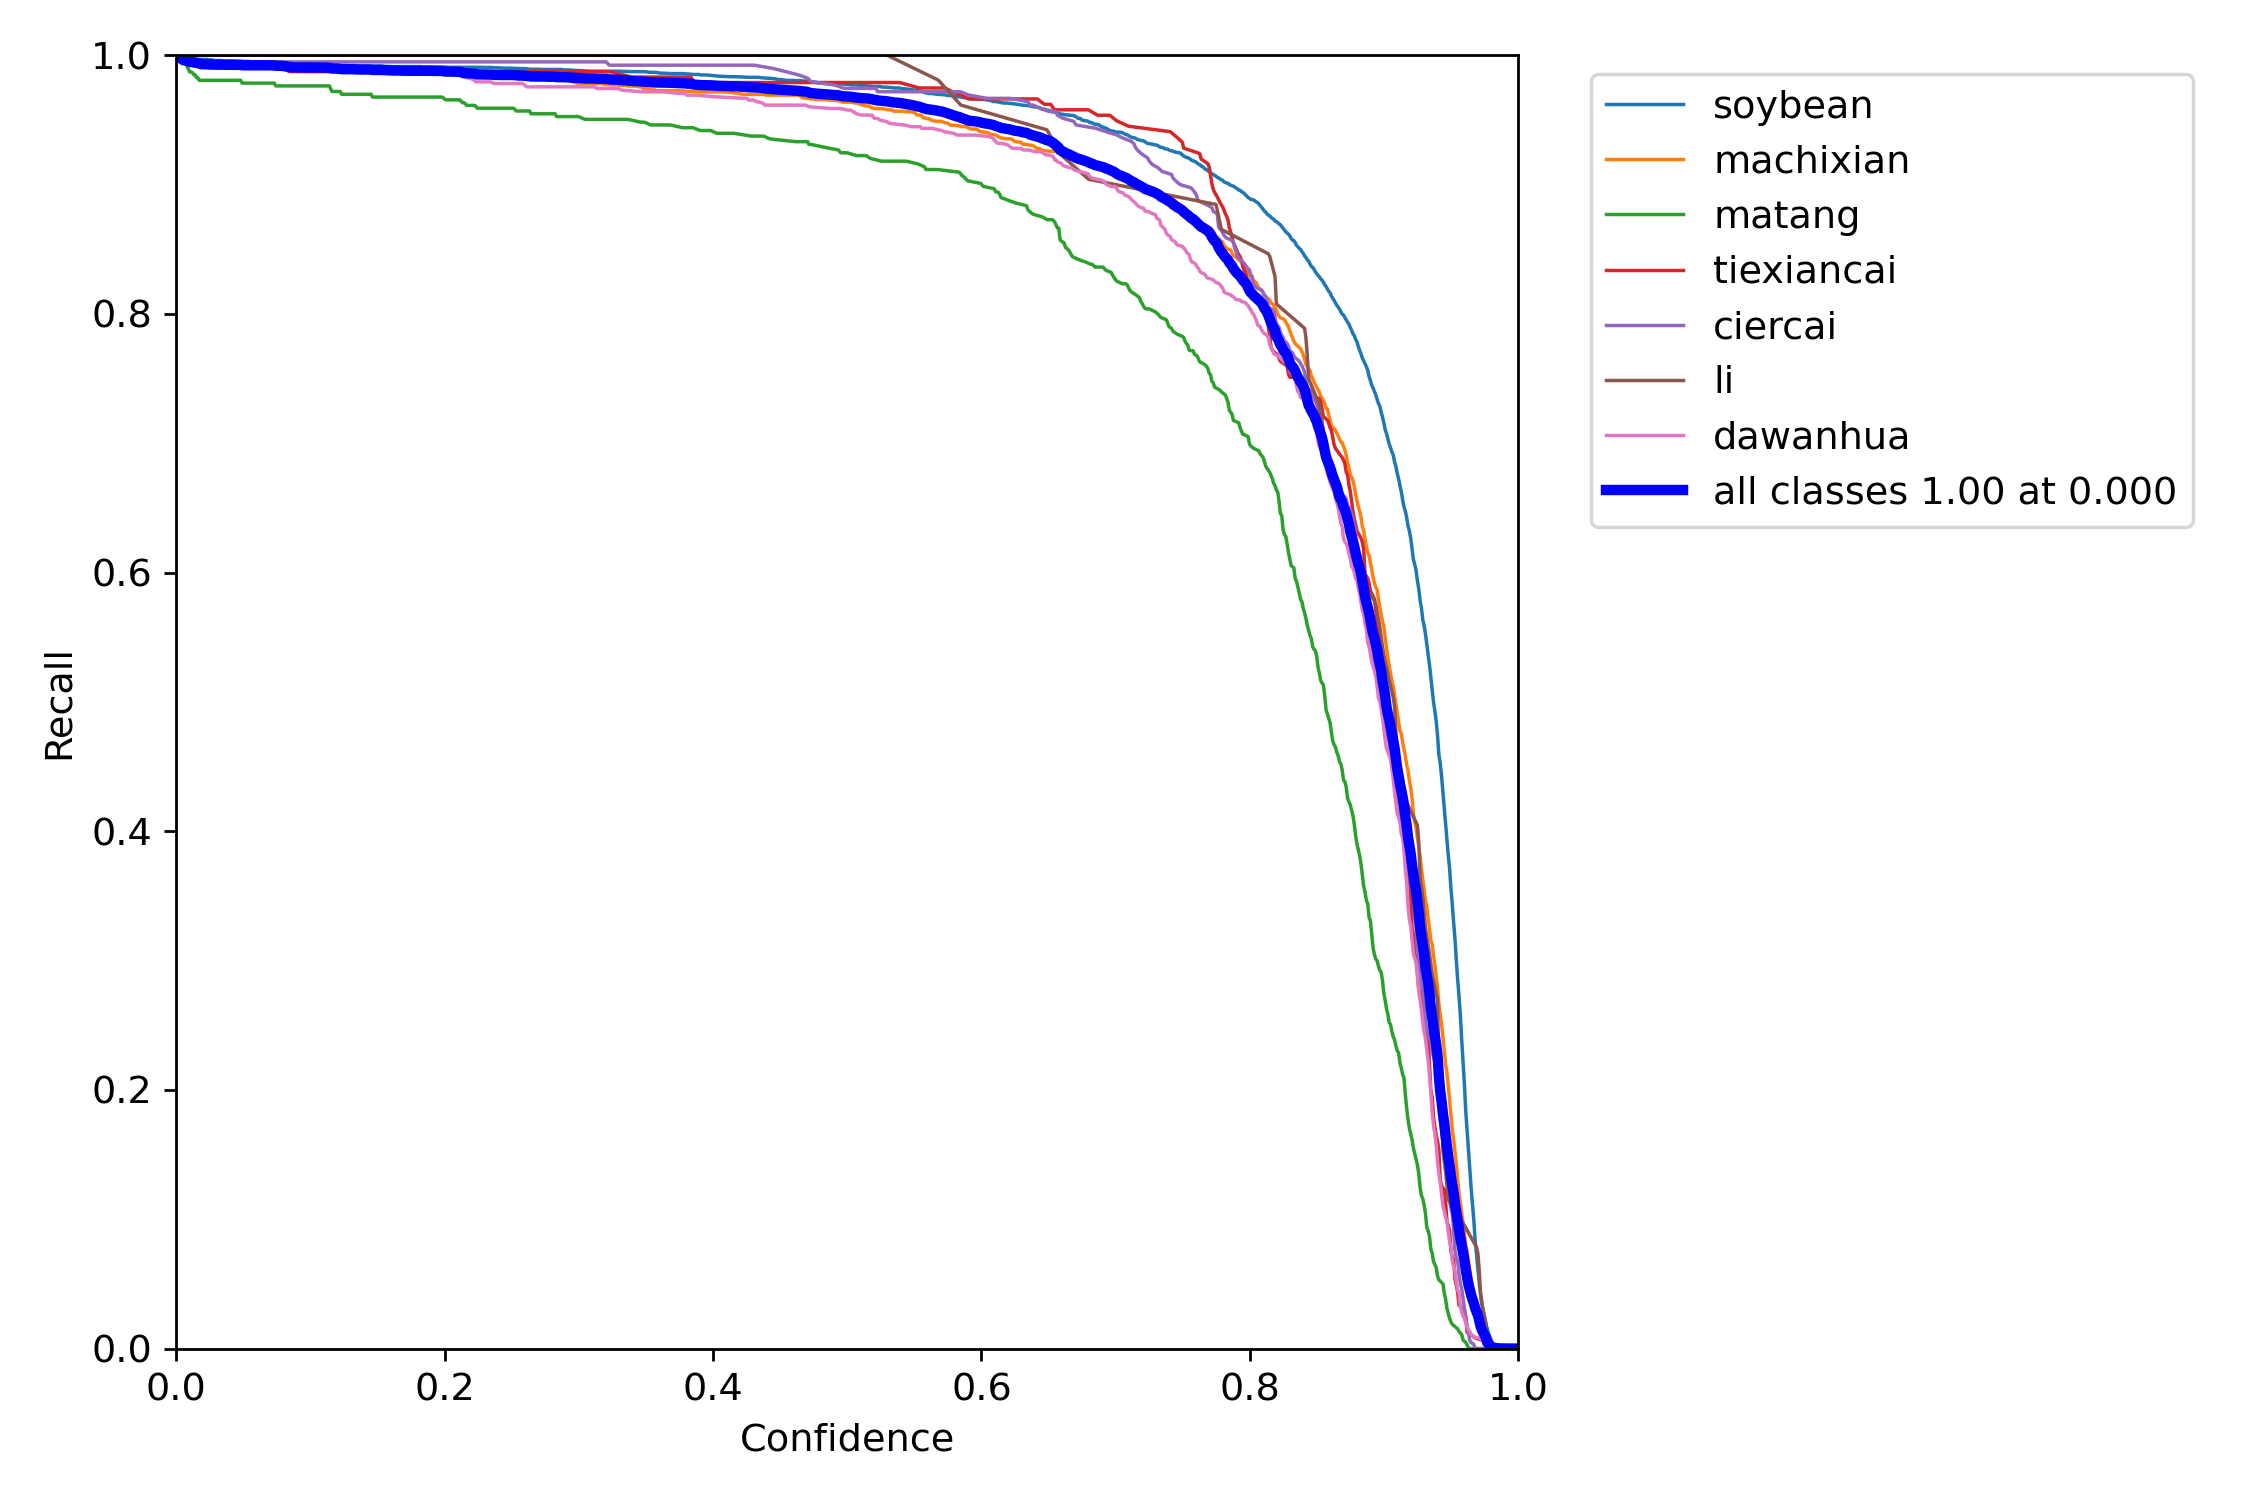 1.0
0.8
0.6
0.4
0.2
0.0
Recall
0.0 0.2 0.4 0.6 0.8 1.0
Confidence
soybean
machixian
matang
tiexiancai
ciercai
li
dawanhua
all classes 1.00 at 0.000